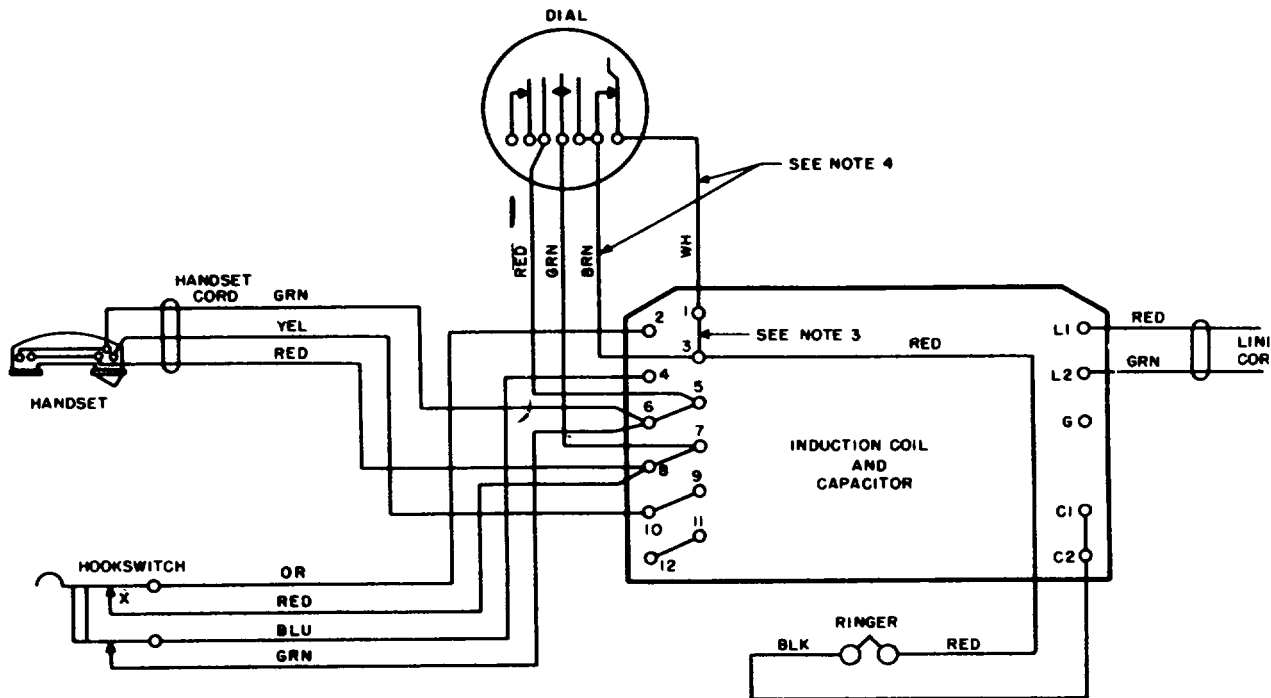 DIAL
SEE NOTE 4
RED
GRN
BRN
WH
HANDSET
CORD
GRN
YEL
RED
HANDSET
1
2
SEE NOTE 3
3
RED
4
5
6
7
8
9
10
11
12
INDUCTION COIL
AND
CAPACITOR
L1
RED
L2
GRN
LINI
COR
G
C1
C2
HOOKSWITCH
OR
X
RED
BLU
GRN
RINGER
BLK
RED